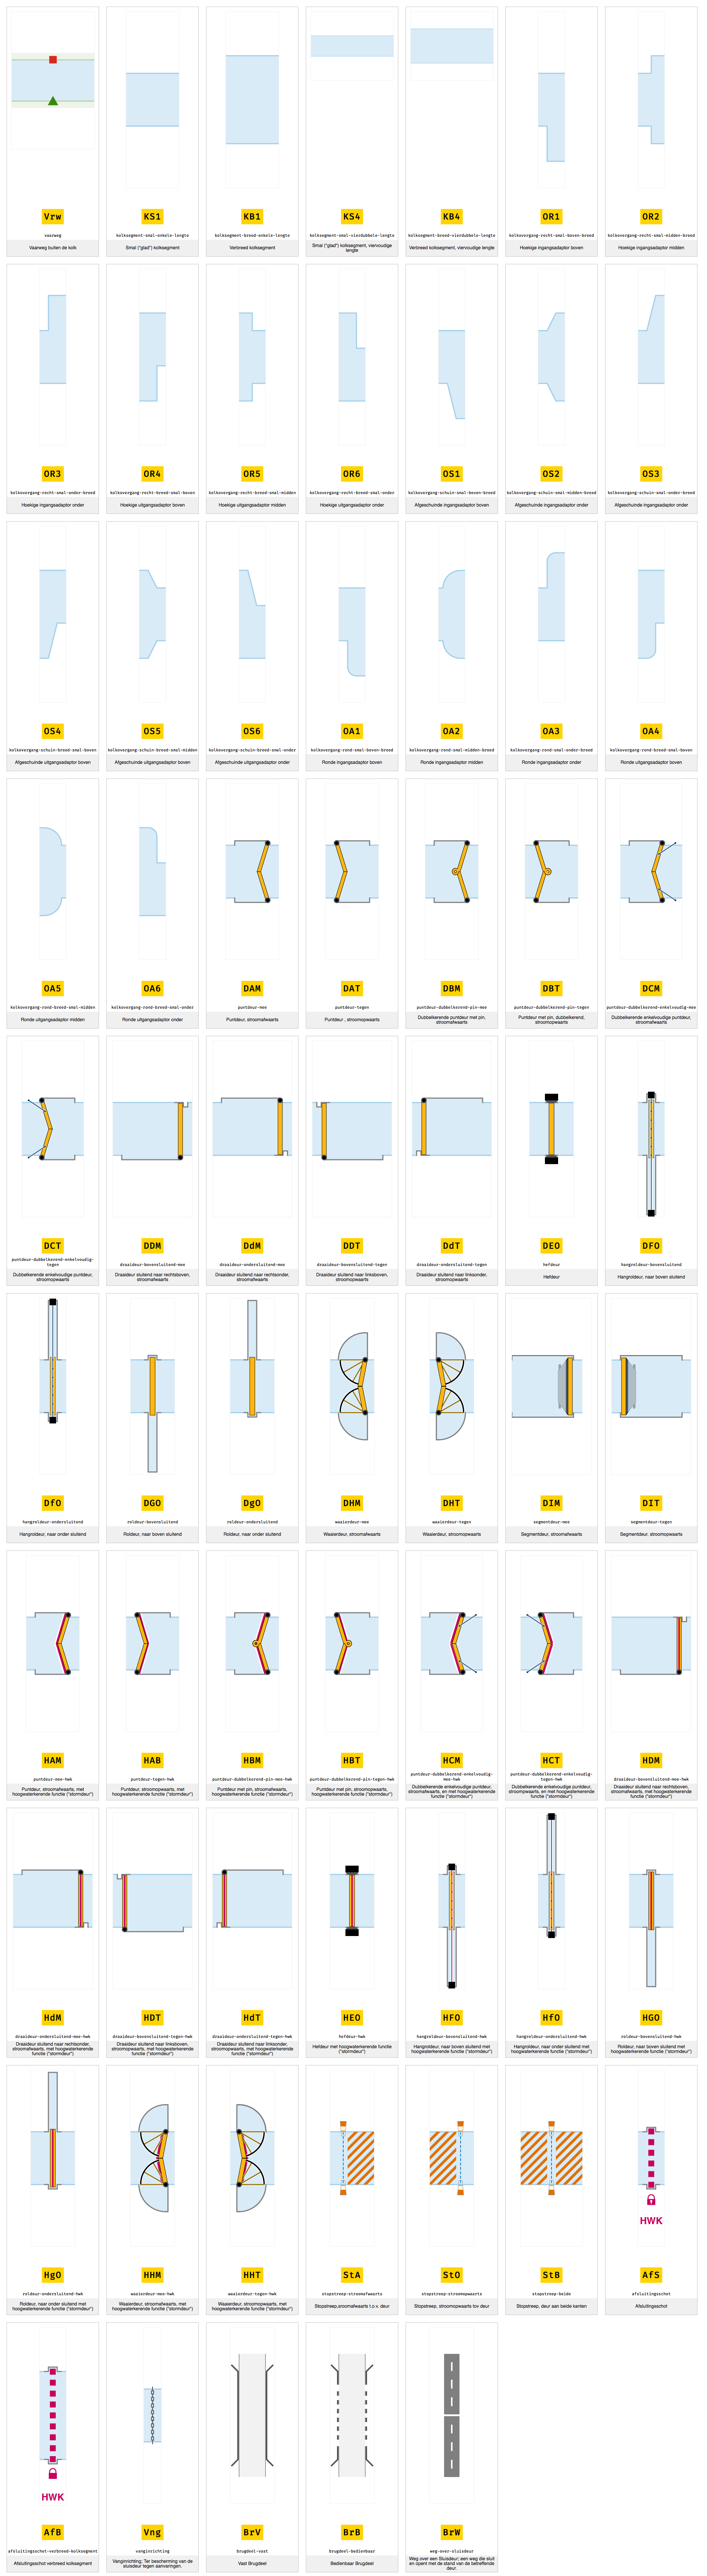 Vrw
vaarweg
Vaarweg buiten de kolk
KS1
kolksegment-smal-enkele-lengte
Smal ("glad") kolksegment
KB1
kolksegment-breed-enkele-lengte
Verbreed kolksegment
KS4
kolksegment-smal-vierdubbele-lengte
Smal ("glad") kolksegment, viervoudige
lengte
KB4
kolksegment-breed-vierdubbele-lengte
Verbreed kolksegment, viervoudige lengte
OR1
kolkovergang-recht-smal-boven-breed
Hoekige ingangsadaptor boven
OR2
kolkovergang-recht-smal-midden-breed
Hoekige ingangsadaptor midden
OR3
kolkovergang-recht-smal-onder-breed
Hoekige ingangsadaptor onder
OR4
kolkovergang-recht-breed-smal-boven
Hoekige uitgangsadaptor boven
OR5
kolkovergang-recht-breed-smal-midden
Hoekige uitgangsadaptor midden
OR6
kolkovergang-recht-breed-smal-onder
Hoekige uitgangsadaptor onder
OS1
kolkovergang-schuin-smal-boven-breed
Afgeschuinde ingangsadaptor boven
OS2
kolkovergang-schuin-smal-midden-breed
Afgeschuinde ingangsadaptor onder
OS3
kolkovergang-schuin-smal-onder-breed
Afgeschuinde ingangsadaptor onder
OS4
kolkovergang-schuin-breed-smal-boven
Afgeschuinde uitgangsadaptor boven
OS5
kolkovergang-schuin-breed-smal-midden
Afgeschuinde uitgangsadaptor boven
OS6
kolkovergang-schuin-breed-smal-onder
Afgeschuinde uitgangsadaptor onder
OA1
kolkovergang-rond-smal-boven-breed
Ronde ingangsadaptor boven
OA2
kolkovergang-rond-smal-midden-breed
Ronde ingangsadaptor midden
OA3
kolkovergang-rond-smal-onder-breed
Ronde ingangsadaptor onder
OA4
kolkovergang-rond-breed-smal-boven
Ronde uitgangsadaptor boven
OA5
kolkovergang-rond-breed-smal-midden
Ronde uitgangsadaptor midden
OA6
kolkovergang-rond-breed-smal-onder
Ronde uitgangsadaptor onder
DAM
puntdeur-mee
Puntdeur, stroomafwaarts
DAT
puntdeur-tegen
Puntdeur , stroomopwaarts
DBM
puntdeur-dubbelkerend-pin-mee
Dubbelkerende puntdeur met pin,
stroomafwaarts
DBT
puntdeur-dubbelkerend-pin-tegen
Puntdeur met pin, dubbelkerend,
stroomopwaarts
DCM
puntdeur-dubbelkerend-enkelvoudig-mee
Dubbelkerende enkelvoudige puntdeur,
stroomafwaarts
DCT
puntdeur-dubbelkerend-enkelvoudig-
tegen
Dubbelkerende enkelvoudige puntdeur,
stroomopwaarts
DDM
draaideur-bovensluitend-mee
Draaideur sluitend naar rechtsboven,
stroomafwaarts
DdM
draaideur-ondersluitend-mee
Draaideur sluitend naar rechtsonder,
stroomafwaarts
DDT
draaideur-bovensluitend-tegen
Draaideur sluitend naar linksboven,
stroomopwaarts
DdT
draaideur-ondersluitend-tegen
Draaideur sluitend naar linksonder,
stroomopwaarts
DEO
hefdeur
Hefdeur
DFO
hangroldeur-bovensluitend
Hangroldeur, naar boven sluitend
DfO
hangroldeur-ondersluitend
Hangroldeur, naar onder sluitend
DGO
roldeur-bovensluitend
Roldeur, naar boven sluitend
DgO
roldeur-ondersluitend
Roldeur, naar onder sluitend
DHM
waaierdeur-mee
Waaierdeur, stroomafwaarts
DHT
waaierdeur-tegen
Waaierdeur, stroomopwaarts
DIM
segmentdeur-mee
Segmentdeur, stroomafwaarts
DIT
segmentdeur-tegen
Segmentdeur, stroomopwaarts
HAM
puntdeur-mee-hwk
Puntdeur, stroomafwaarts, met
hoogwaterkerende functie ("stormdeur")
HAB
puntdeur-tegen-hwk
Puntdeur, stroomopwaarts, met
hoogwaterkerende functie ("stormdeur")
HBM
puntdeur-dubbelkerend-pin-mee-hwk
Puntdeur met pin, stroomafwaarts,
hoogwaterkerende functie ("stormdeur")
HBT
puntdeur-dubbelkerend-pin-tegen-hwk
Puntdeur met pin, stroomopwaarts,
hoogwaterkerende functie ("stormdeur")
HCM
puntdeur-dubbelkerend-enkelvoudig-
mee-hwk
Dubbelkerende enkelvoudige puntdeur,
stroomafwaarts, en met hoogwaterkerende
functie ("stormdeur")
HCT
puntdeur-dubbelkerend-enkelvoudig-
tegen-hwk
Dubbelkerende enkelvoudige puntdeur,
stroompwaarts, en met hoogwaterkerende
functie ("stormdeur")
HDM
draaideur-bovensluitend-mee-hwk
Draaideur sluitend naar rechtsboven,
stroomafwaarts, met hoogwaterkerende
functie ("stormdeur")
HdM
draaideur-ondersluitend-mee-hwk
Draaideur sluitend naar rechtsonder,
stroomafwaarts, met hoogwaterkerende
functie ("stormdeur")
HDT
draaideur-bovensluitend-tegen-hwk
Draaideur sluitend naar linksboven,
stroomopwaarts, met hoogwaterkerende
functie ("stormdeur")
HdT
draaideur-ondersluitend-tegen-hwk
Draaideur sluitend naar linksonder,
stroomopwaarts, met hoogwaterkerende
functie ("stormdeur")
HEO
hefdeur-hwk
Hefdeur met hoogwaterkerende functie
("stormdeur")
HFO
hangroldeur-bovensluitend-hwk
Hangroldeur, naar boven sluitend met
hoogwaterkerende functie ("stormdeur")
HfO
hangroldeur-ondersluitend-hwk
Hangroldeur, naar onder sluitend met
hoogwaterkerende functie ("stormdeur")
HGO
roldeur-bovensluitend-hwk
Roldeur, naar boven sluitend met
hoogwaterkerende functie ("stormdeur")
HgO
roldeur-ondersluitend-hwk
Roldeur, naar onder sluitend met
hoogwaterkerende functie ("stormdeur")
HHM
waaierdeur-mee-hwk
Waaierdeur, stroomafwaarts, met
hoogwaterkerende functie ("stormdeur")
HHT
waaierdeur-tegen-hwk
Waaierdeur, stroomopwaarts, met
hoogwaterkerende functie ("stormdeur")
StA
stopstreep-stroomafwaarts
Stopstreep,sroomafwaarts t.o.v. deur
StO
stopstreep-stroomopwaarts
Stopstreep, stroomopwaarts tov deur
StB
stopstreep-beide
Stopstreep, deur aan beide kanten
HWK
AfS
afsluitingsschot
Afsluitingsschot
HWK
AfB
afsluitingsschot-verbreed-kolksegment
Afsluitingsschot verbreed kolksegment
Vng
vanginrichting
Vanginrichting; Ter bescherming van de
sluisdeur tegen aanvaringen.
BrV
brugdeel-vast
Vast Brugdeel
BrB
brugdeel-bedienbaar
Bedienbaar Brugdeel
BrW
weg-over-sluisdeur
Weg over een Sluisdeur; een weg die sluit
en opent met de stand van de betreffende
deur.